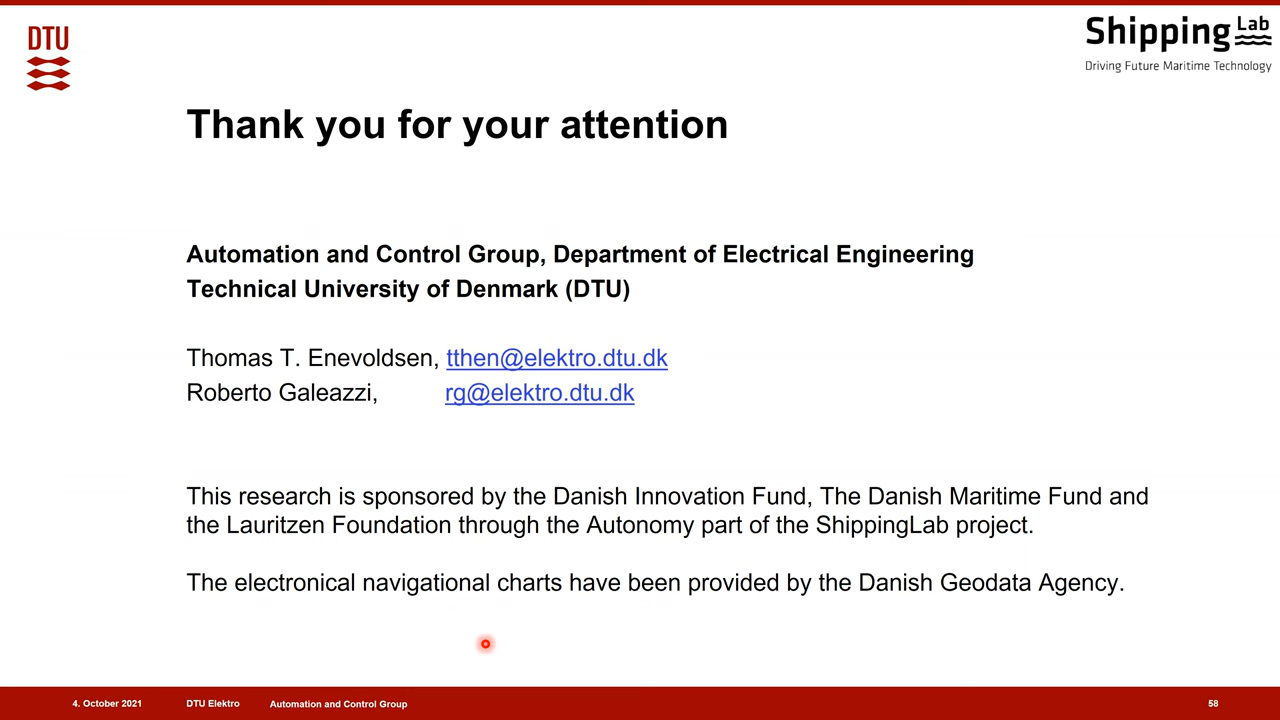 DTU
Shipping Lab
Driving Future Maritime Technology
Thank you for your attention
Automation and Control Group, Department of Electrical Engineering
Technical University of Denmark (DTU)
Thomas T. Enevoldsen, tthen@elektro.dtu.dk
Roberto Galeazzi, rg@elektro.dtu.dk
This research is sponsored by the Danish Innovation Fund, The Danish Maritime Fund and
the Lauritzen Foundation through the Autonomy part of the ShippingLab project.
The electronical navigational charts have been provided by the Danish Geodata Agency.
4. October 2021 DTU Elektro Automation and Control Group 58